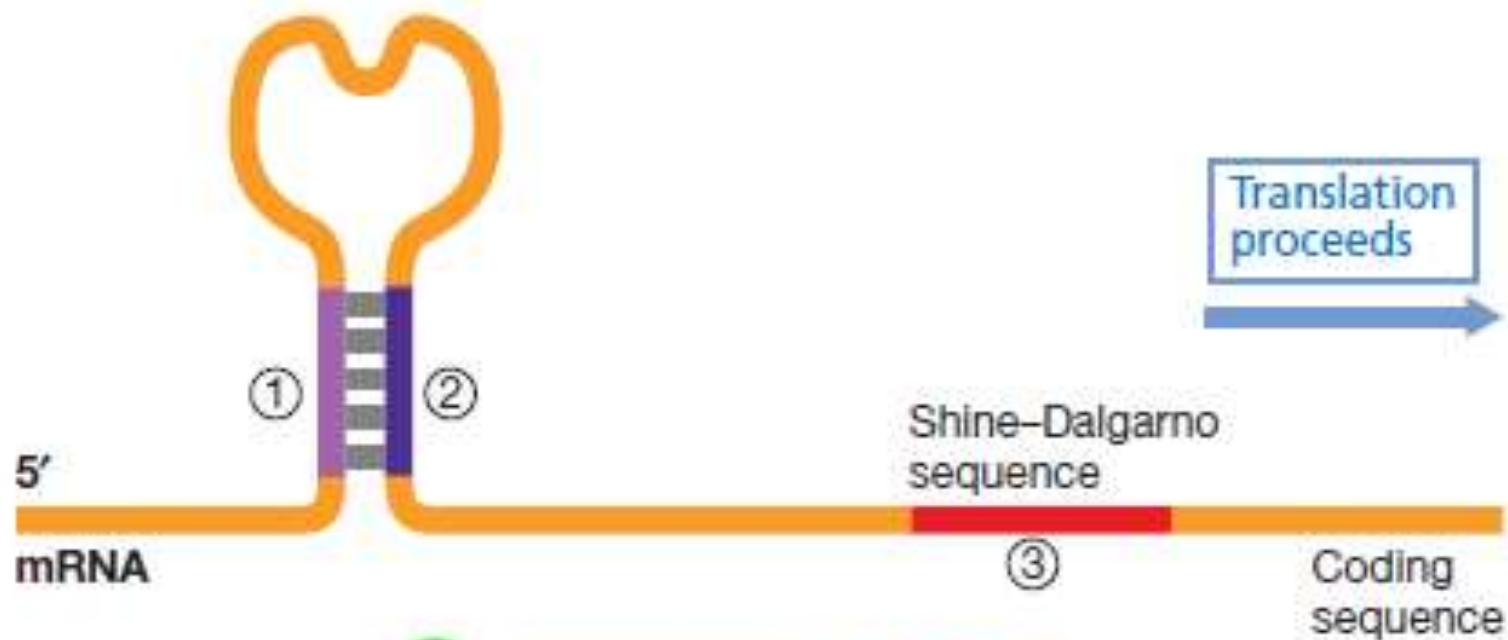 Translation
proceeds
①
②
Shine–Dalgarno
sequence
5′
mRNA
③
Coding
sequence